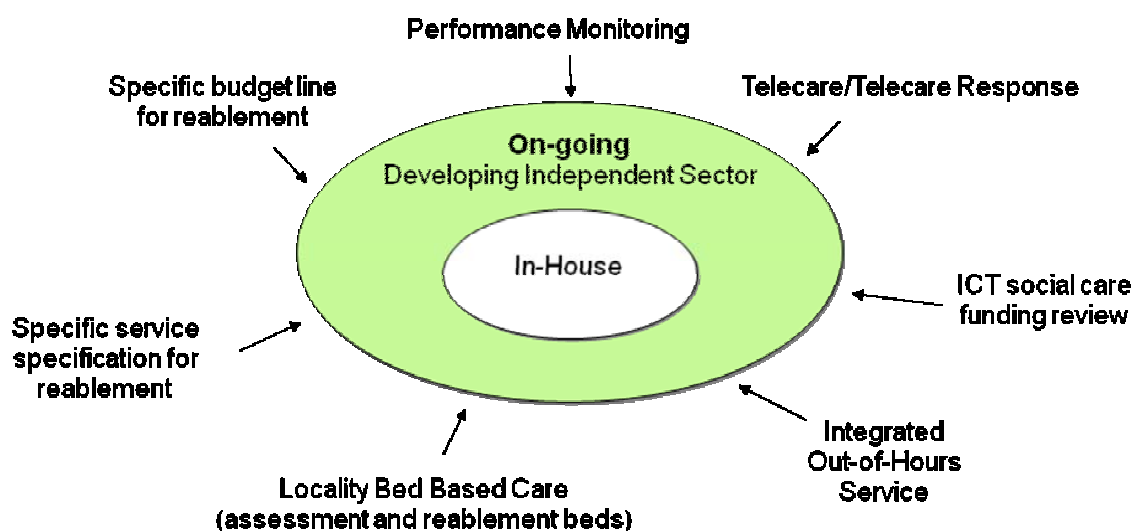 Performance Monitoring
Specific budget line
for reablement
Telecare/Telecare Response
On-going
Developing Independent Sector
In-House
ICT social care
funding review
Specific service
specification for
reablement
Integrated
Out-of-Hours
Service
Locality Bed Based Care
(assessment and reablement beds)